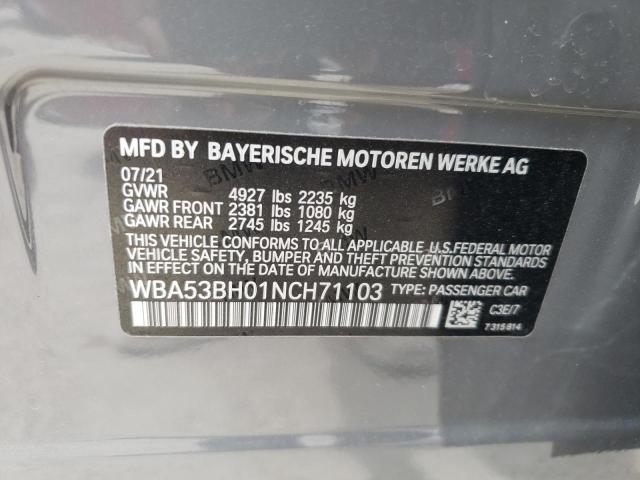 MFD BY BAYERISCHE MOTOREN WERKE AG
07/21
GVWR 4927 lbs 2235 kg
GAWR FRONT 2381 lbs 1080 kg
GAWR REAR 2745 lbs 1245 kg
THIS VEHICLE CONFORMS TO ALL APPLICABLE U.S.FEDERAL MOTOR
VEHICLE SAFETY, BUMPER, AND THEFT PREVENTION STANDARDS IN
EFFECT ON THE DATE OF MANUFACTURE SHOWN ABOVE.
WBA53BH01NCH71103 TYPE: PASSENGER CAR
C3E/7
7315814